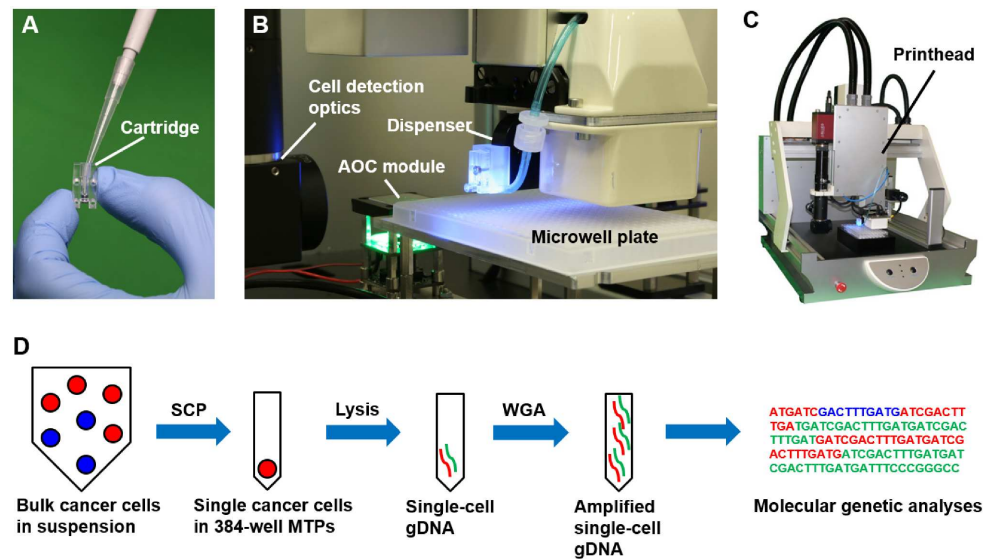 A
Cartridge
B
Cell detection
optics
Dispenser
AOC module
Microwell plate
C
Printhead
D
SCP
Lysis
WGA
ATGATCGACTTTGATGATCGACTT
TGATGATCGACTTTGATGATCGAC
TTTGATGATCGACTTTGATGATCG
ACTTTGATGATCGACTTTGATGAT
CGACTTTGATGATTTCCCGGGCC
Bulk cancer cells
in suspension
Single cancer cells
in 384-well MTPs
Single-cell
gDNA
Amplified
single-cell
gDNA
Molecular genetic analyses